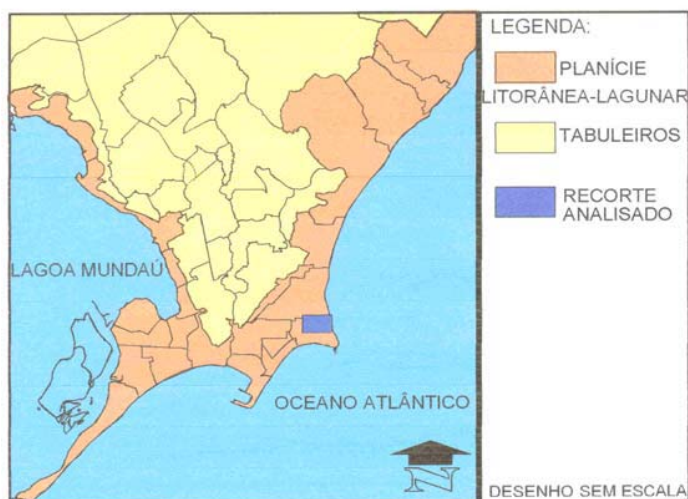 LEGENDA:
PLANÍCIE
LITORÂNEA-LAGUNAR
TABULEIROS
RECORTE
ANALISADO
LAGOA MUNDAÚ
OCEANO ATLÂNTICO
N
DESENHO SEM ESCALA